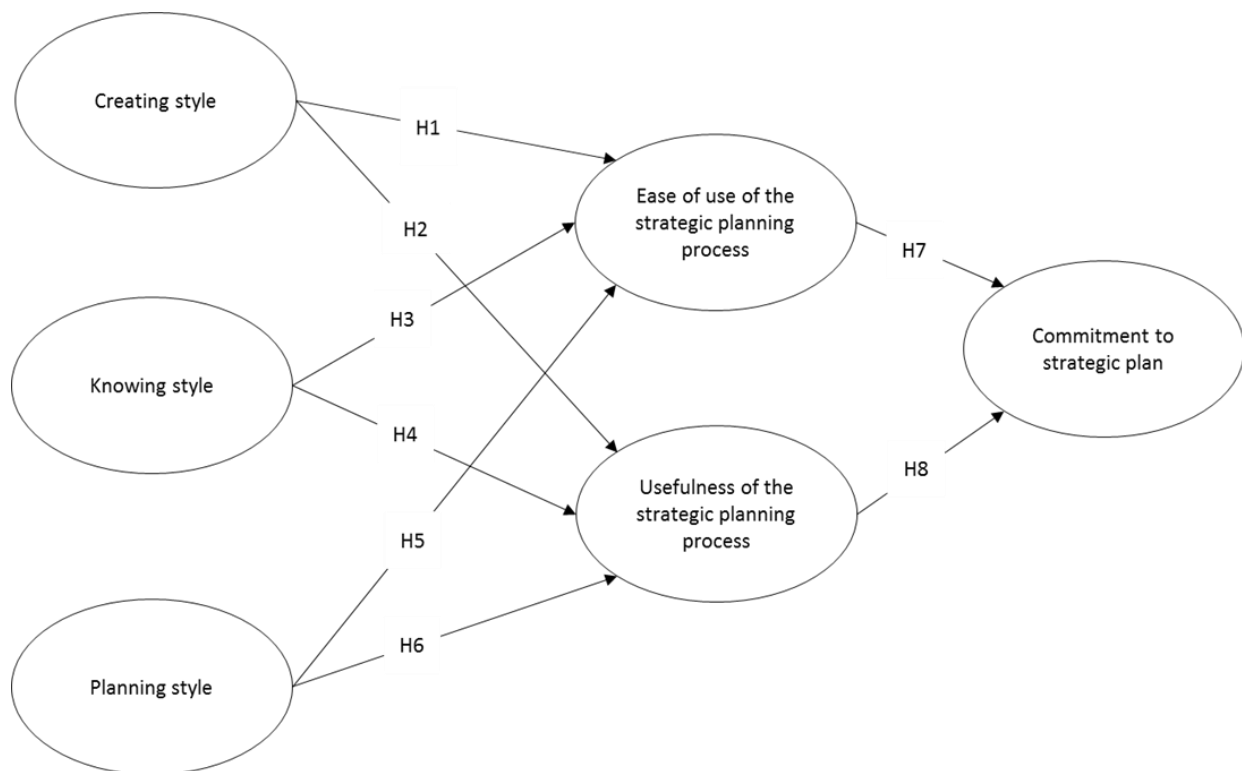 Creating style
H1
Ease of use of the
strategic planning
process
H2
H7
Commitment to
strategic plan
H3
Knowing style
H4
Usefulness of the
strategic planning
process
H8
H5
H6
Planning style